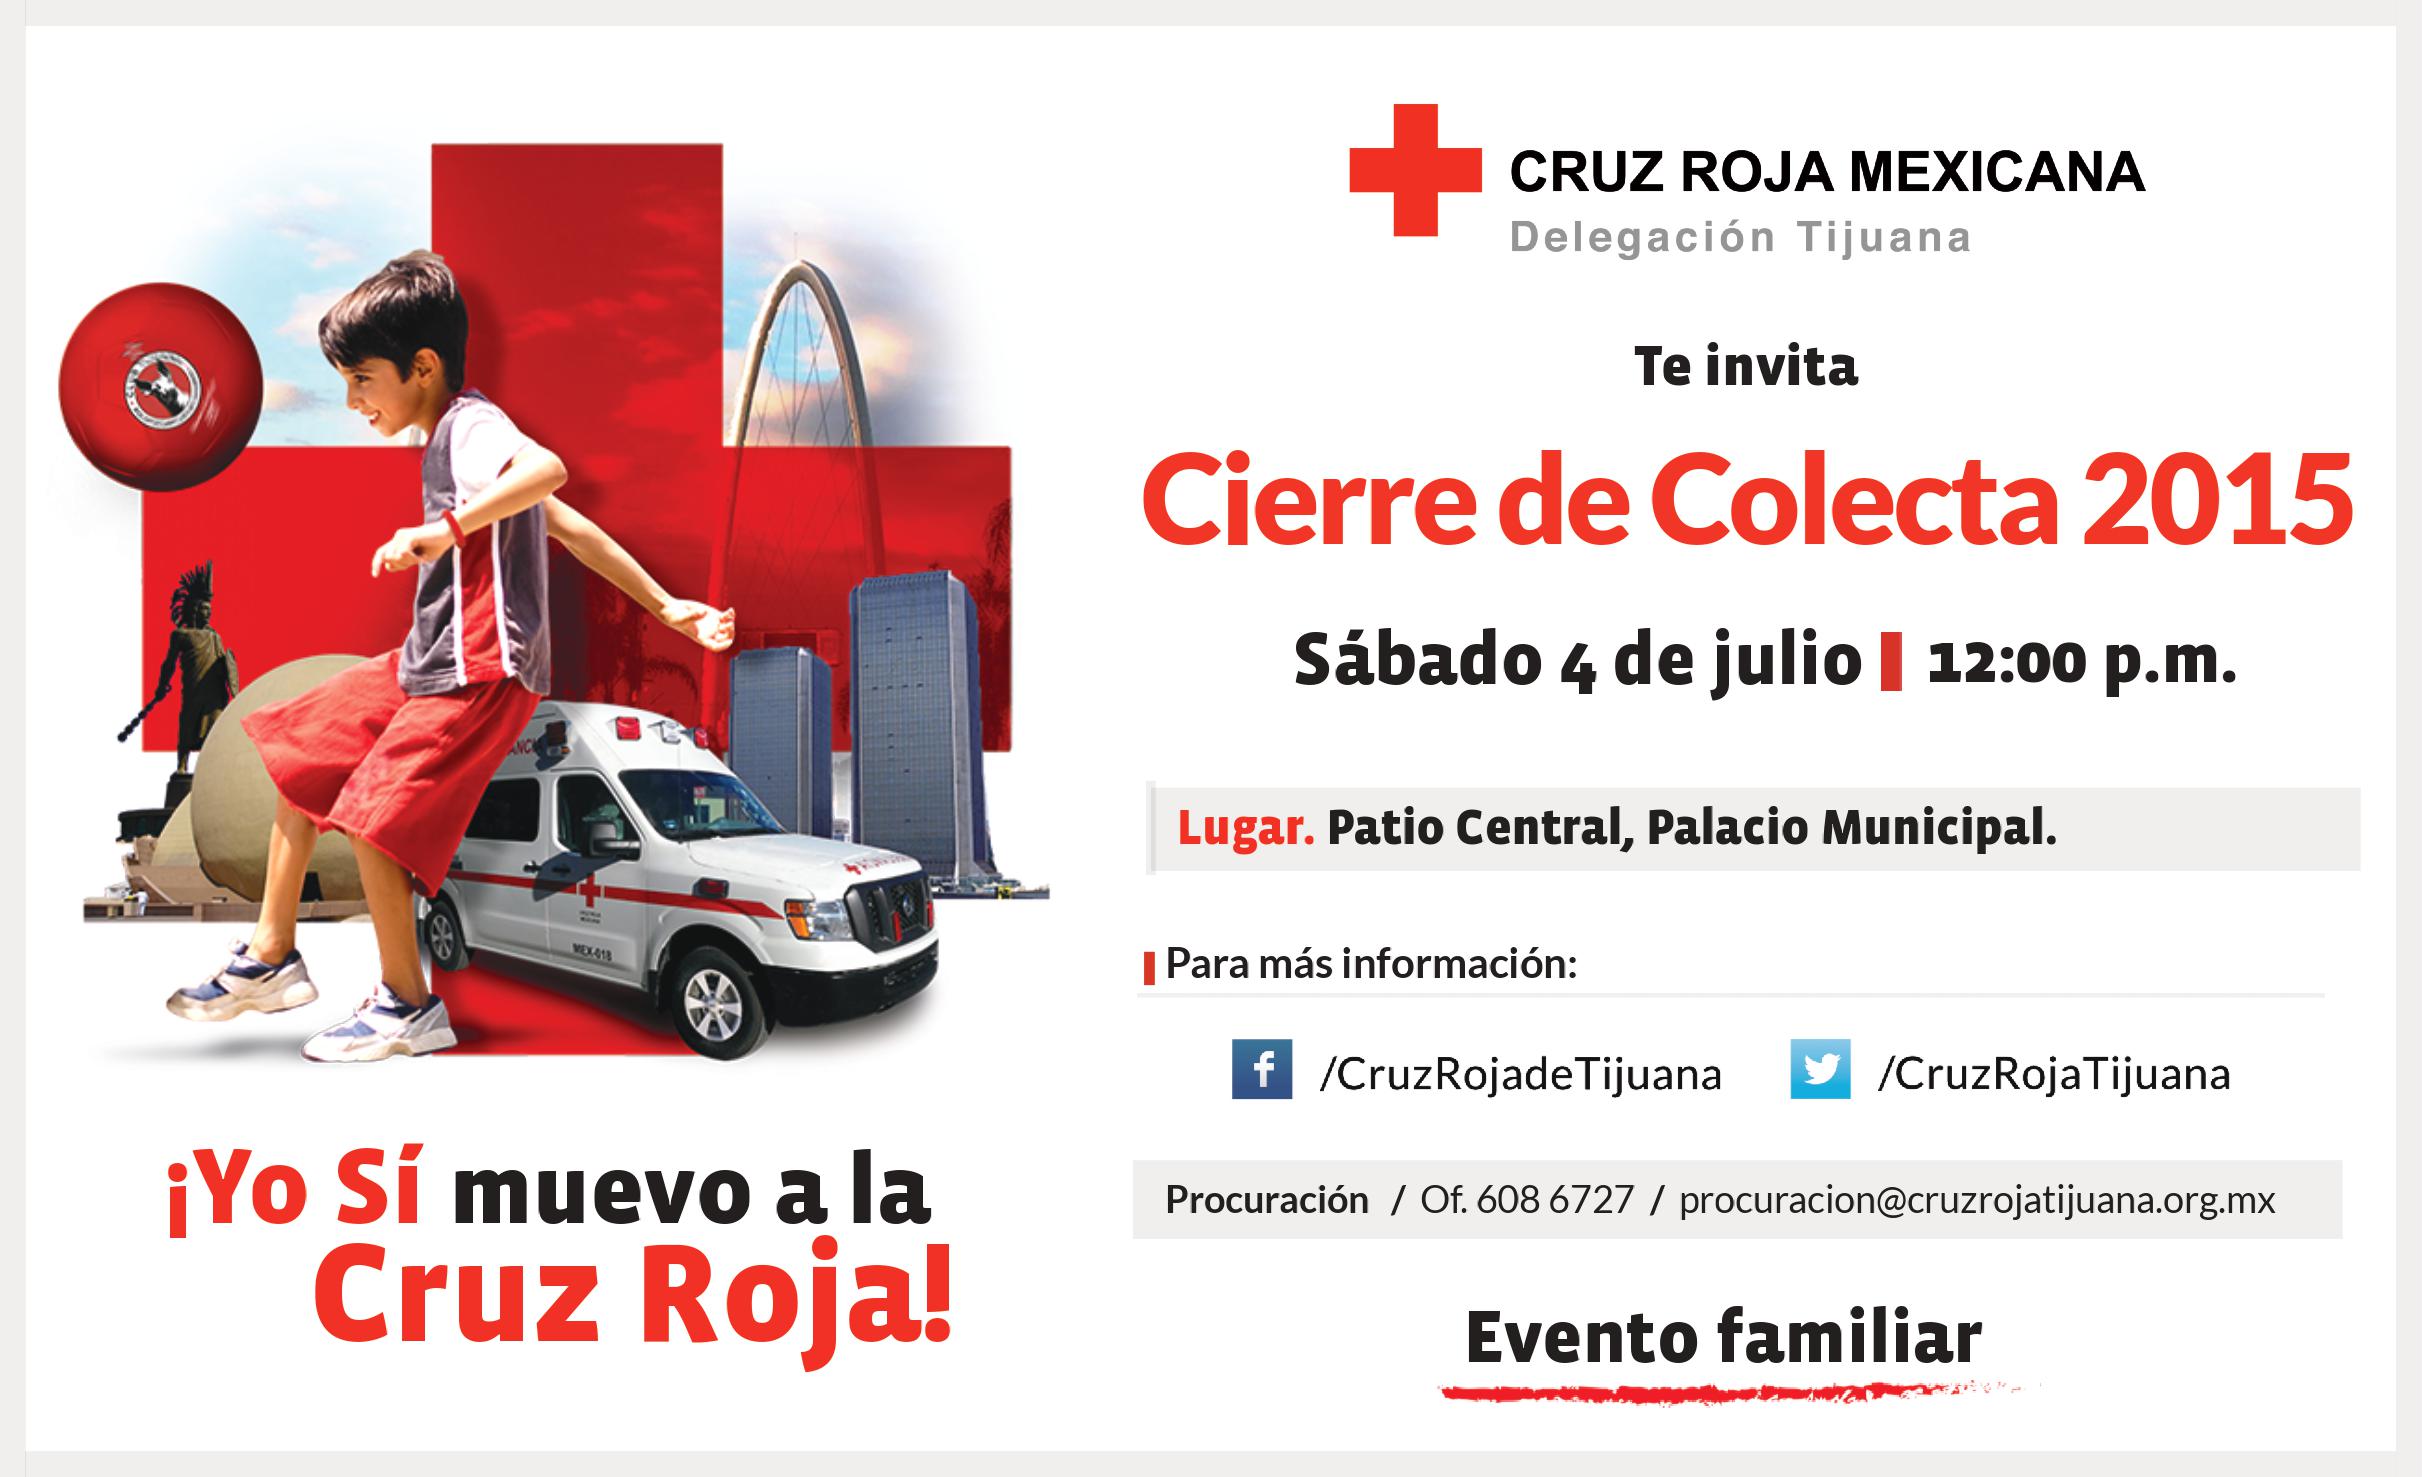 CRUZ ROJA MEXICANA
Delegación Tijuana
Te invita
Cierre de Colecta 2015
Sábado 4 de julio 12:00 p.m.
Lugar. Patio Central, Palacio Municipal.
Para más información:
/CruzRojadeTijuana /CruzRojaTijuana
Procuración / Of. 608 6727 / procuracion@cruzrojatijuana.org.mx
Evento familiar
MEX-018
¡Yo Sí muevo a la
Cruz Roja!